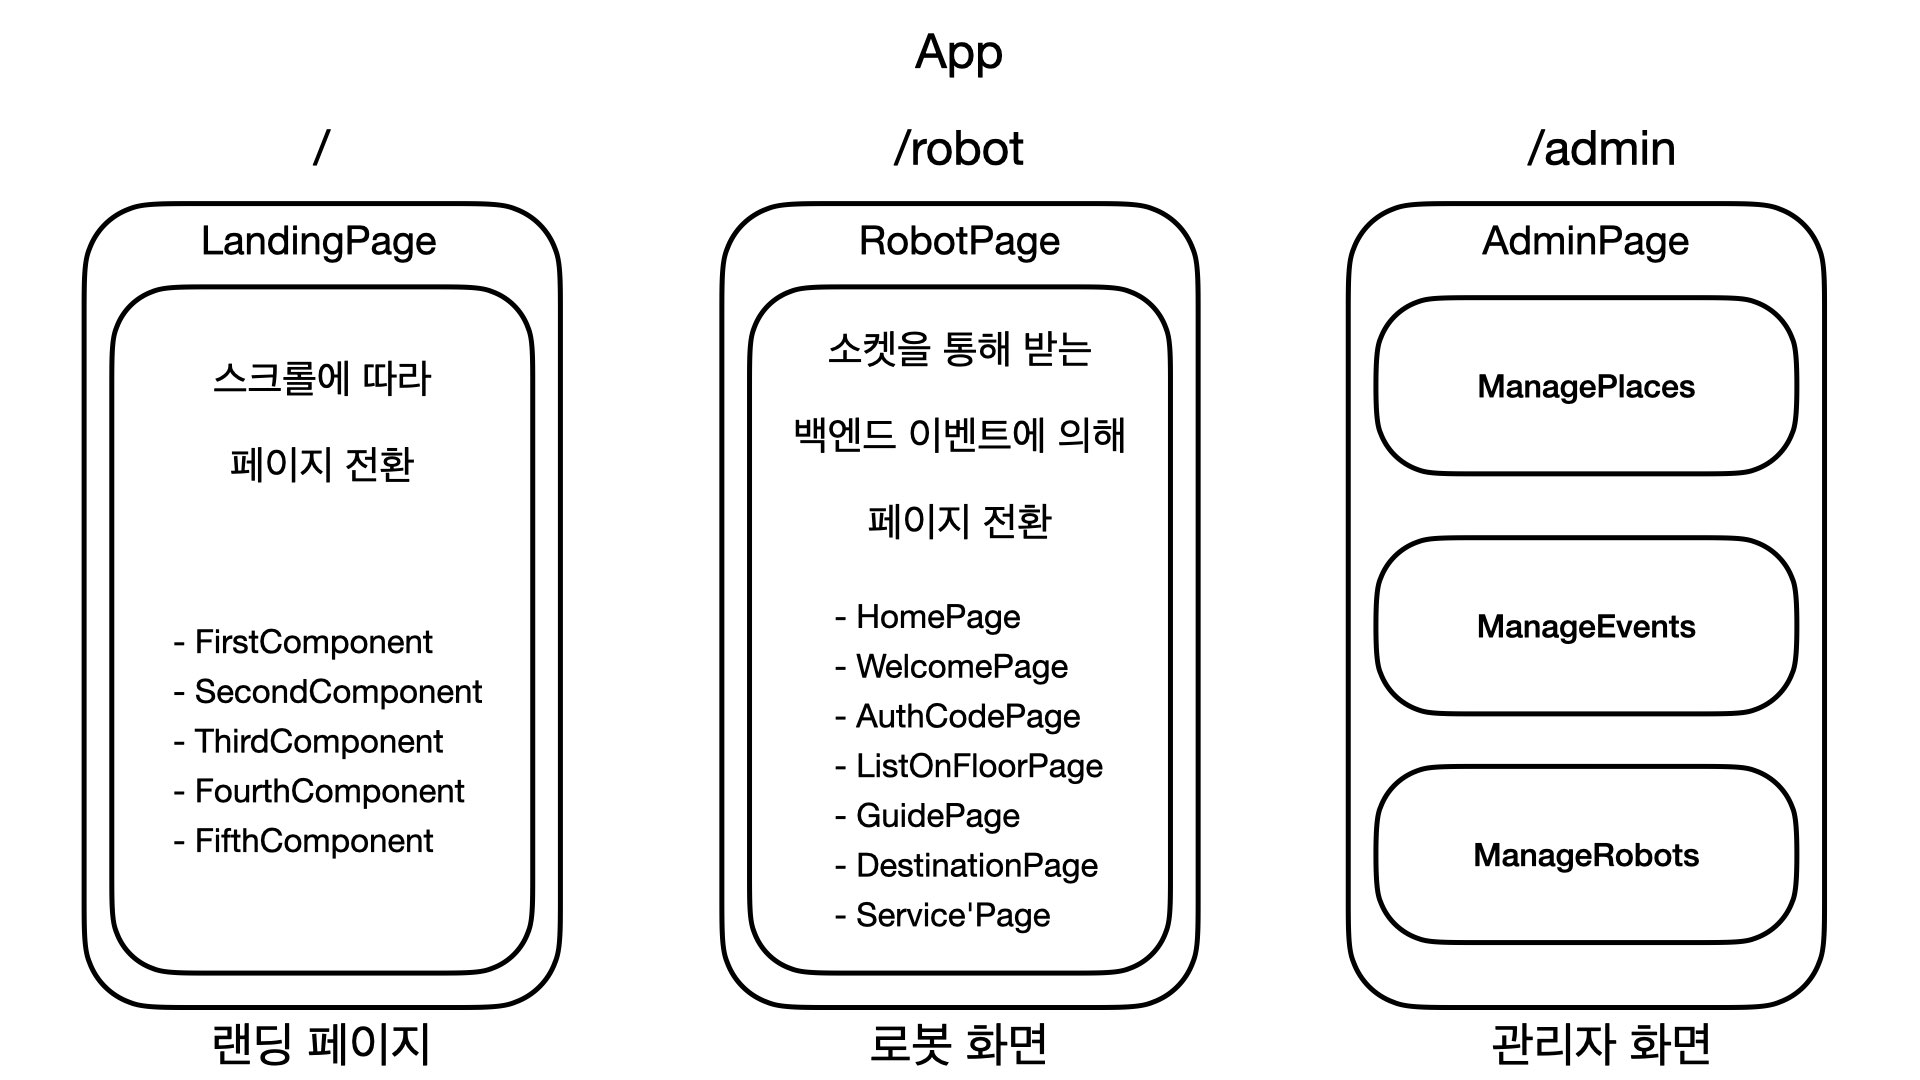 App
/
/robot
/admin
LandingPage
스크롤에 따라
페이지 전환
- FirstComponent
- SecondComponent
- ThirdComponent
- FourthComponent
- FifthComponent
랜딩 페이지
RobotPage
소켓을 통해 받는
백엔드 이벤트에 의해
페이지 전환
- HomePage
- WelcomePage
- AuthCodePage
- ListOnFloorPage
- GuidePage
- DestinationPage
- Service'Page
로봇 화면
AdminPage
ManagePlaces
ManageEvents
ManageRobots
관리자 화면